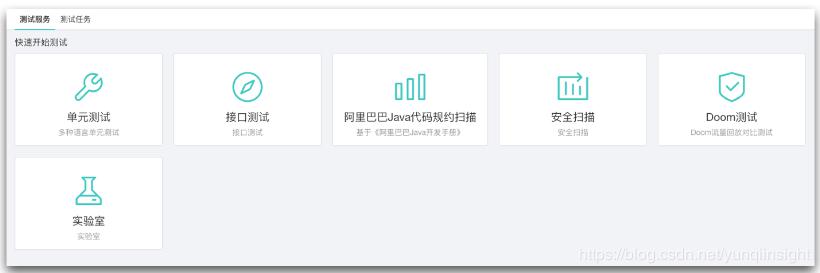 测试服务 测试任务
快速开始测试
单元测试
多种语言单元测试
接口测试
接口测试
阿里巴巴Java代码规约扫描
基于《阿里巴巴Java开发手册》
安全扫描
安全扫描
Doom测试
Doom流量回放对比测试
实验室
实验室
https://blog.csdn.net/yunqiinsight